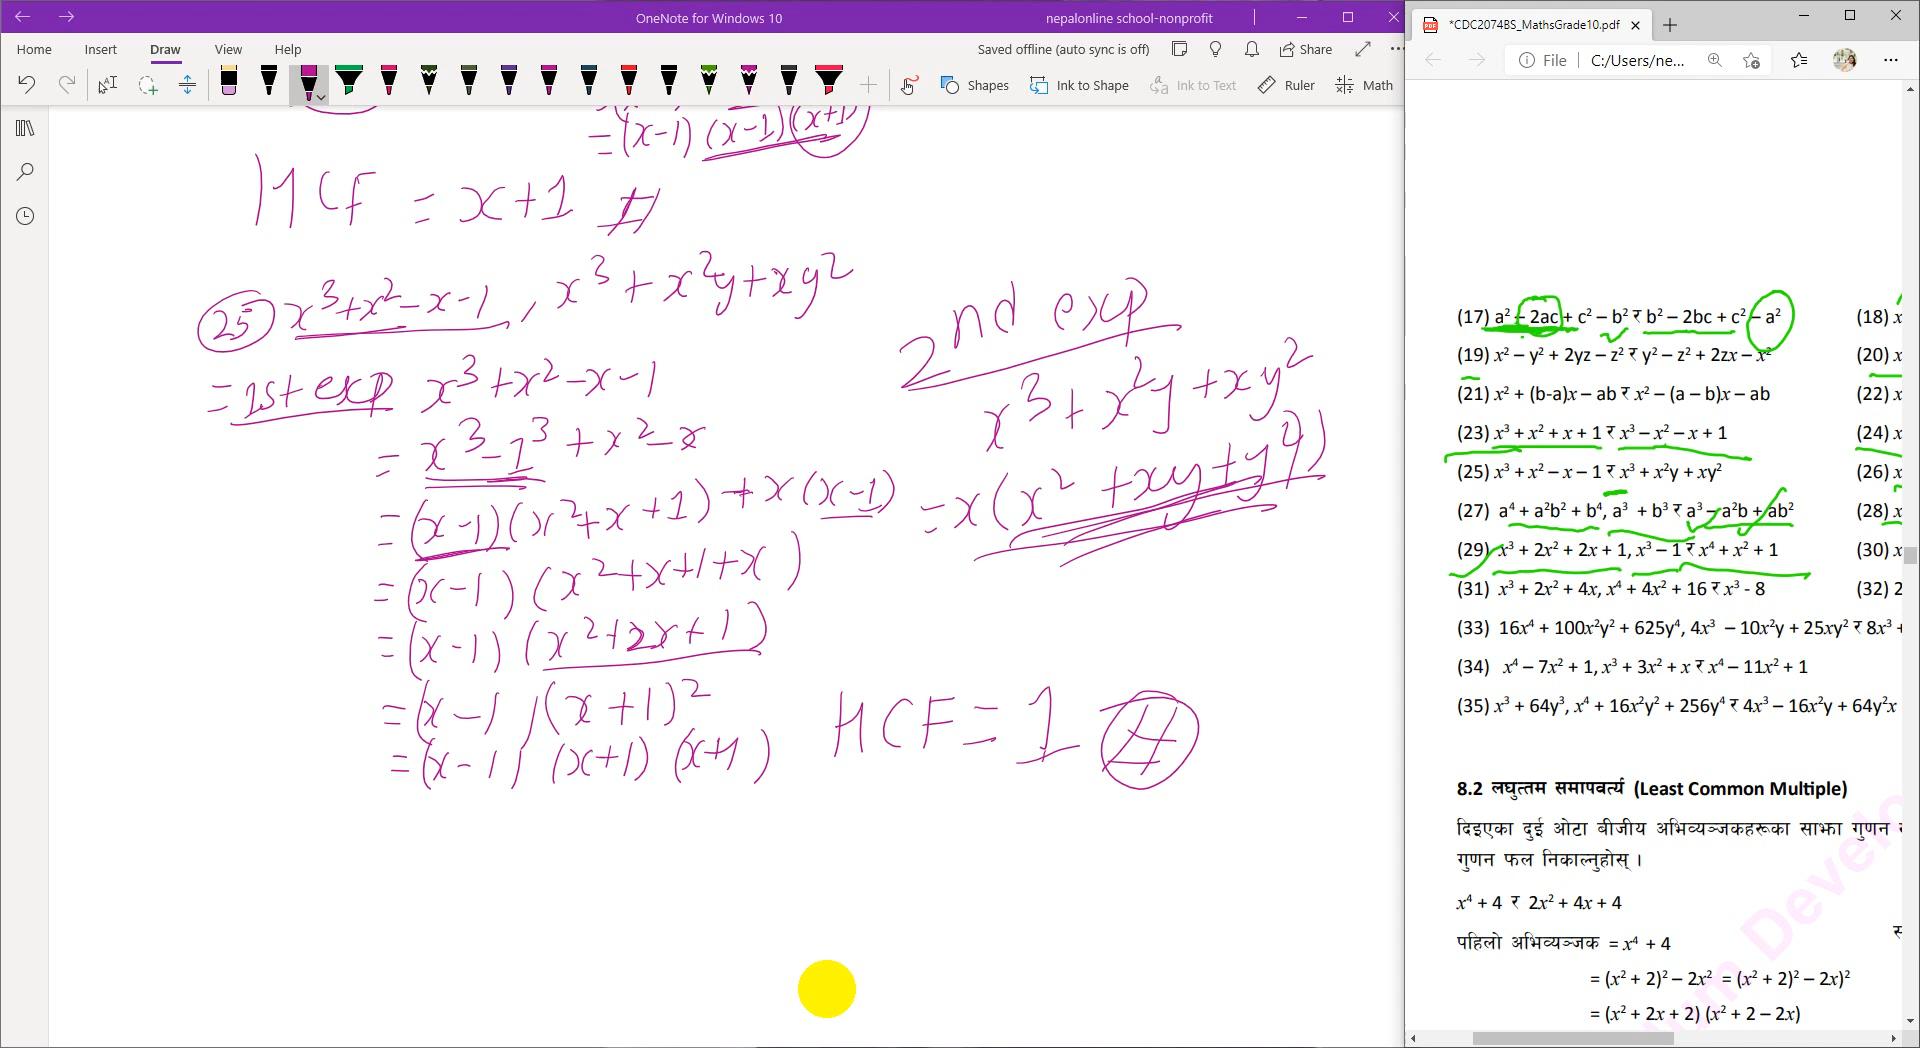 OneNote for Windows 10
nepalonline school-nonprofit
Home Insert Draw View Help
Saved offline (auto sync is off)
Share
Shapes
Ink to Shape
Ink to Text
Ruler
Math
= (x-1) (x-1)(x+1)
HCF = x+1 #
(25) x³+x²-x-1, x³+x²y+xy²
= 1st exp x³+x²-x-1
= x³-1³+x²-x
= (x-1)(x²+x+1)+x(x-1)
= (x-1) (x²+x+1+x)
= (x-1) (x²+2x+1)
= (x-1)(x+1)²
= (x-1) (x+1) (x+1)
2nd exp
x³+x²y+xy²
= x(x²+xy+y²)
HCF = 1 #
*CDC2074BS_MathsGrade10.pdf
File C:/Users/ne...
(17) a² – 2ac + c² – b² र b² – 2bc + c² – a² (18) x
(19) x² – y² + 2yz – z² र y² – z² + 2zx – x² (20) x
(21) x² + (b-a)x – ab र x² – (a – b)x – ab (22) x
(23) x³ + x² + x + 1 र x³ – x² – x + 1 (24) x
(25) x³ + x² – x – 1 र x³ + x²y + xy² (26) x
(27) a⁴ + a²b² + b⁴, a³ + b³ र a³ – a²b + ab² (28) x
(29) x³ + 2x² + 2x + 1, x³ – 1 र x⁴ + x² + 1 (30) x
(31) x³ + 2x² + 4x, x⁴ + 4x² + 16 र x³ - 8 (32) 2
(33) 16x⁴ + 100x²y² + 625y⁴, 4x³ – 10x²y + 25xy² र 8x³ +
(34) x⁴ – 7x² + 1, x³ + 3x² + x र x⁴ – 11x² + 1
(35) x³ + 64y³, x⁴ + 16x²y² + 256y⁴ र 4x³ – 16x²y + 64y²x
8.2 लघुत्तम समापबर्त्य (Least Common Multiple)
दिइएका दुई ओटा बीजीय अभिव्यञ्जकहरूका साझा गुणन
गुणन फल निकाल्नुहोस् ।
x⁴ + 4 र 2x² + 4x + 4
पहिलो अभिव्यञ्जक = x⁴ + 4
= (x² + 2)² – 2x² = (x² + 2)² – 2x)²
= (x² + 2x + 2) (x² + 2 – 2x)